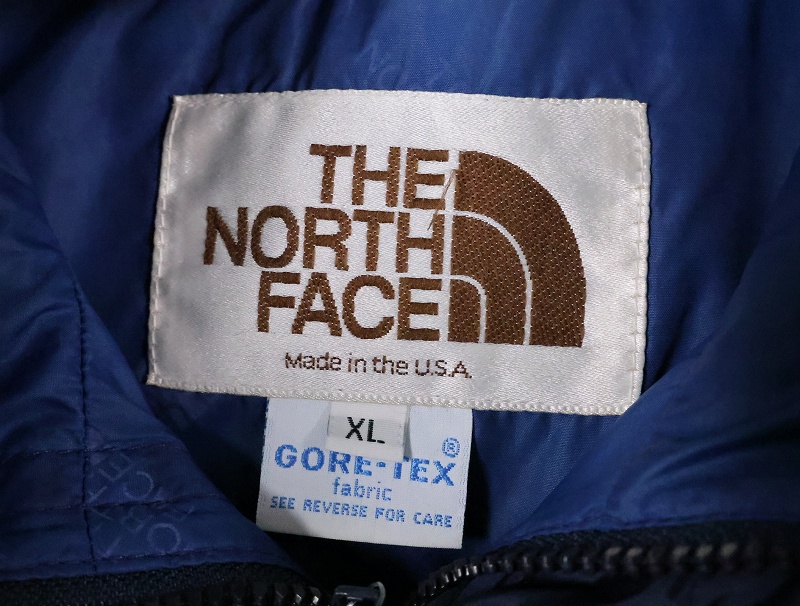 THE
NORTH
FACE
Made in the U.S.A.
XL
GORE-TEX®
fabric
SEE REVERSE FOR CARE